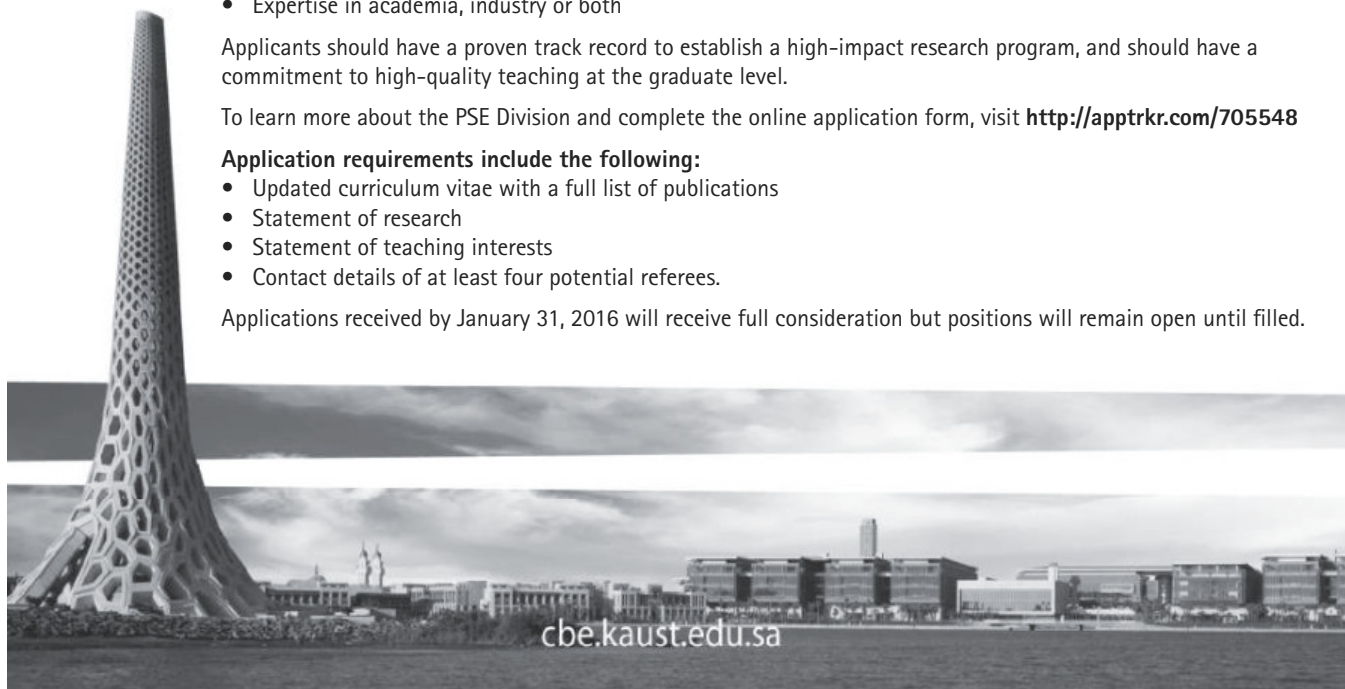 • Expertise in academia, industry or both
Applicants should have a proven track record to establish a high-impact research program, and should have a
commitment to high-quality teaching at the graduate level.
To learn more about the PSE Division and complete the online application form, visit http://apptrkr.com/705548
Application requirements include the following:
• Updated curriculum vitae with a full list of publications
• Statement of research
• Statement of teaching interests
• Contact details of at least four potential referees.
Applications received by January 31, 2016 will receive full consideration but positions will remain open until filled.
cbe.kaust.edu.sa